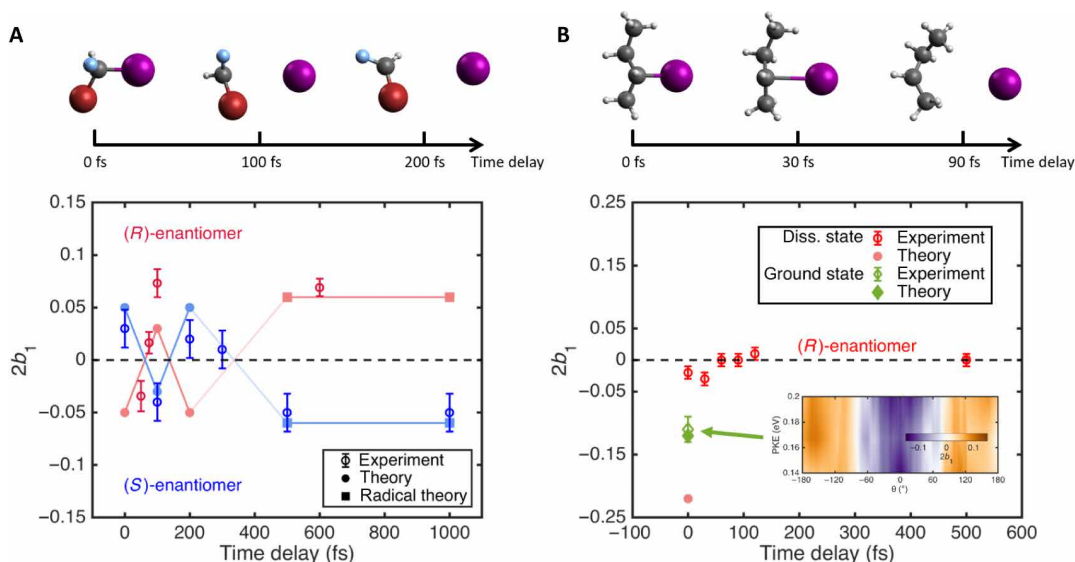 A
0 fs 100 fs 200 fs Time delay
0.15
0.1
0.05
0
−0.05
−0.1
−0.15
2b1
(R)-enantiomer
(S)-enantiomer
Experiment
Theory
Radical theory
0 200 400 600 800 1000
Time delay (fs)
B
0 fs 30 fs 90 fs Time delay
0.25
0.15
0.05
0
−0.05
−0.15
−0.25
2b1
Diss. state Experiment
Theory
Ground state Experiment
Theory
(R)-enantiomer
0.2
0.18
0.16
0.14
PKE (eV)
−0.1 0 0.1
2b1
−180 −120 −60 0 60 120 180
θ (°)
−100 0 100 200 300 400 500 600
Time delay (fs)